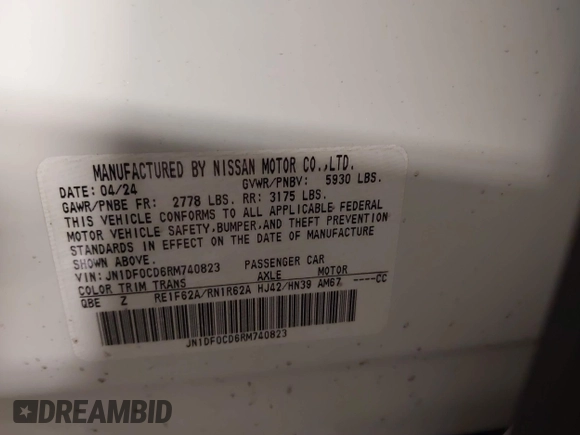 MANUFACTURED BY NISSAN MOTOR CO.,LTD.
DATE: 04/24 GVWR/PNBV: 5930 LBS.
GAWR/PNBE FR: 2778 LBS. RR: 3175 LBS.
THIS VEHICLE CONFORMS TO ALL APPLICABLE FEDERAL
MOTOR VEHICLE SAFETY,BUMPER,AND THEFT PREVENTION
STANDARDS IN EFFECT ON THE DATE OF MANUFACTURE
SHOWN ABOVE.
VIN: JN1DF0CD6RM740823 PASSENGER CAR
COLOR TRIM TRANS AXLE MOTOR
QBE Z RE1F62A/RN1R62A HJ42/HN39 AM67 ----CC
JN1DF0CD6RM740823
DREAMBID